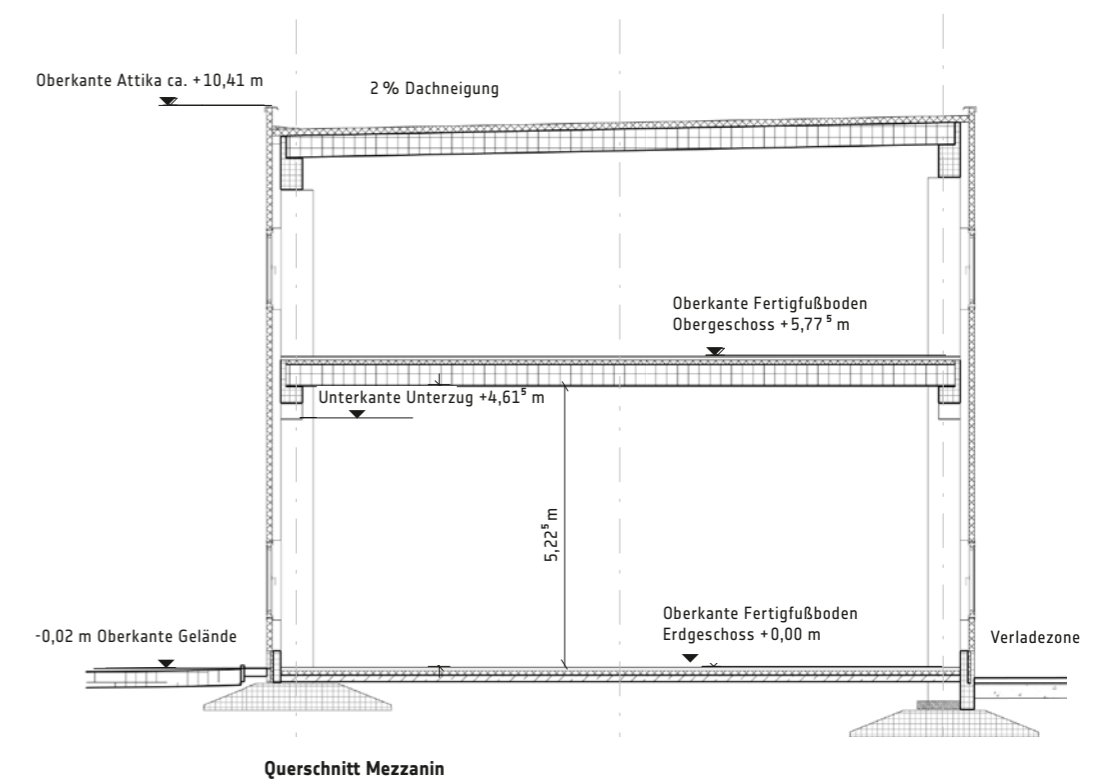 Oberkante Attika ca. +10,41 m
2 % Dachneigung
Oberkante Fertigfußboden
Obergeschoss +5,77⁵ m
Unterkante Unterzug +4,61⁵ m
5,22⁵ m
Oberkante Fertigfußboden
Erdgeschoss +0,00 m
-0,02 m Oberkante Gelände
Verladezone
Querschnitt Mezzanin